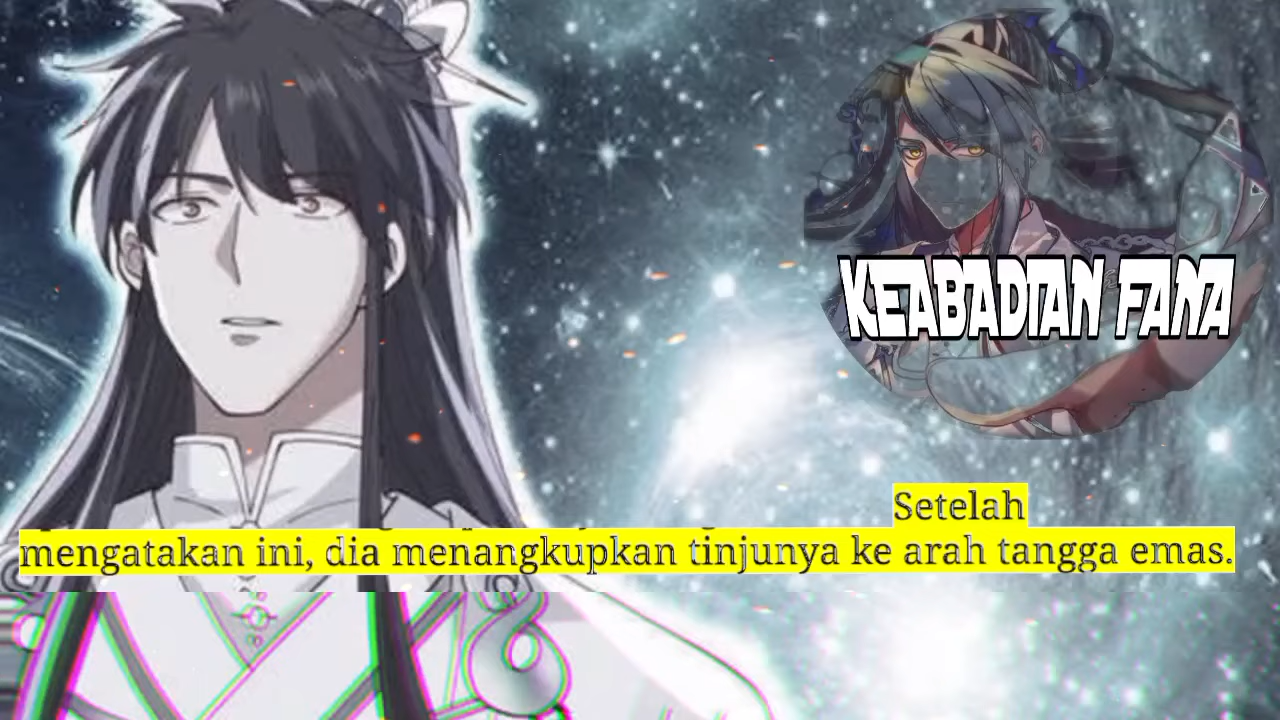 KEABADIAN FANA
Setelah
mengatakan ini, dia menangkupkan tinjunya ke arah tangga emas.